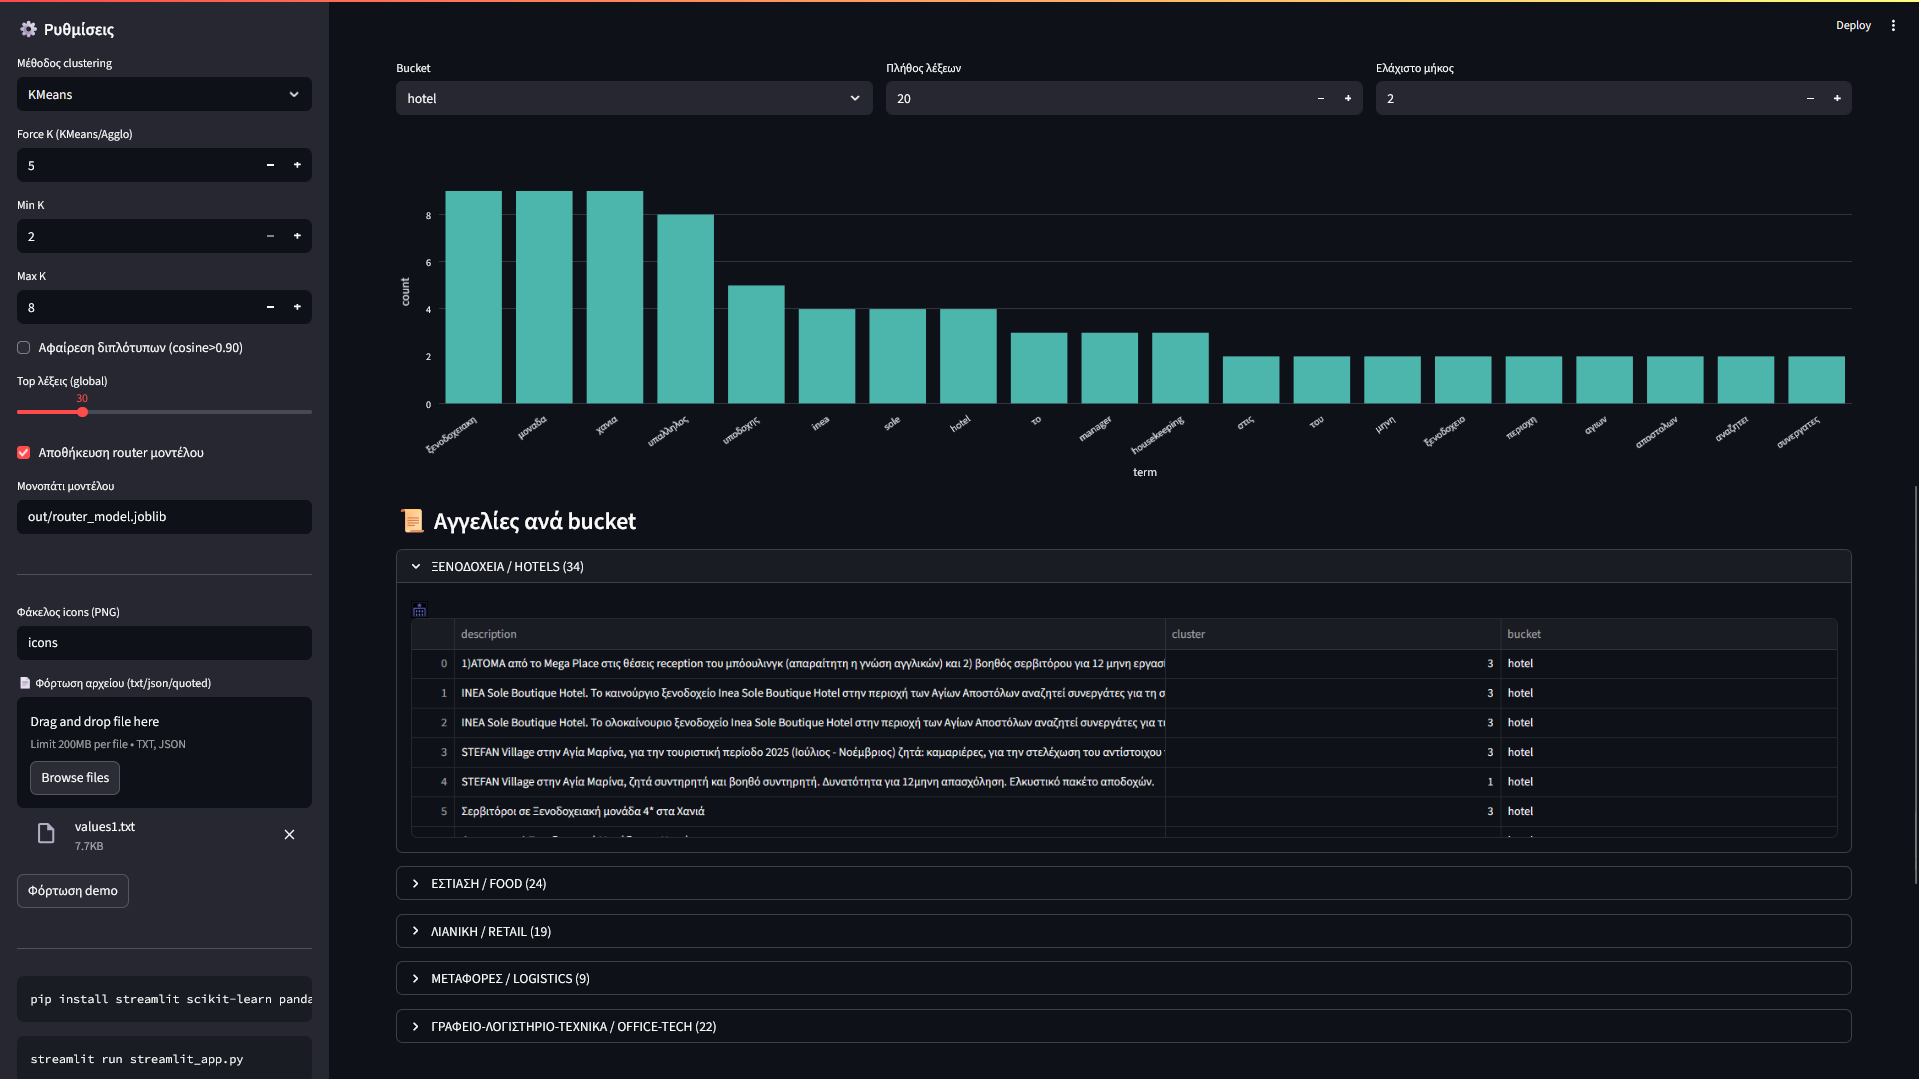 Ρυθμίσεις
Μέθοδος clustering
KMeans
Force K (KMeans/Agglo)
5
Min K
2
Max K
8
Αφαίρεση διπλότυπων (cosine>0.90)
Top λέξεις (global)
30
Αποθήκευση router μοντέλου
Μονοπάτι μοντέλου
out/router_model.joblib
Φάκελος icons (PNG)
icons
Φόρτωση αρχείου (txt/json/quoted)
Drag and drop file here
Limit 200MB per file • TXT, JSON
Browse files
values1.txt
7.7KB
Φόρτωση demo
pip install streamlit scikit-learn panda
streamlit run streamlit_app.py
Deploy
Bucket
hotel
Πλήθος λέξεων
20
Ελάχιστο μήκος
2
count
8
6
4
2
0
ξενοδοχειακη
μοναδα
χανια
υπαλληλος
υποδοχης
inea
sole
hotel
το
manager
housekeeping
στις
του
μηνη
ξενοδοχειο
περιοχη
αγιων
αποστολων
αναζητει
συνεργατες
term
Αγγελίες ανά bucket
ΞΕΝΟΔΟΧΕΙΑ / HOTELS (34)
description cluster bucket
0 1)ΑΤΟΜΑ από το Mega Place στις θέσεις reception του μπόουλινγκ (απαραίτητη η γνώση αγγλικών) και 2) βοηθός σερβιτόρου για 12 μηνη εργασ 3 hotel
1 INEA Sole Boutique Hotel. Το καινούργιο ξενοδοχείο Inea Sole Boutique Hotel στην περιοχή των Αγίων Αποστόλων αναζητεί συνεργάτες για τη σ 3 hotel
2 INEA Sole Boutique Hotel. Το ολοκαίνουριο ξενοδοχείο Inea Sole Boutique Hotel στην περιοχή των Αγίων Αποστόλων αναζητεί συνεργάτες για τ 3 hotel
3 STEFAN Village στην Αγία Μαρίνα, για την τουριστική περίοδο 2025 (Ιούλιος - Νοέμβριος) ζητά: καμαριέρες, για την στελέχωση του αντίστοιχου 3 hotel
4 STEFAN Village στην Αγία Μαρίνα, ζητά συντηρητή και βοηθό συντηρητή. Δυνατότητα για 12μηνη απασχόληση. Ελκυστικό πακέτο αποδοχών. 1 hotel
5 Σερβιτόροι σε Ξενοδοχειακή μονάδα 4* στα Χανιά 3 hotel
ΕΣΤΙΑΣΗ / FOOD (24)
ΛΙΑΝΙΚΗ / RETAIL (19)
ΜΕΤΑΦΟΡΕΣ / LOGISTICS (9)
ΓΡΑΦΕΙΟ-ΛΟΓΙΣΤΗΡΙΟ-ΤΕΧΝΙΚΑ / OFFICE-TECH (22)